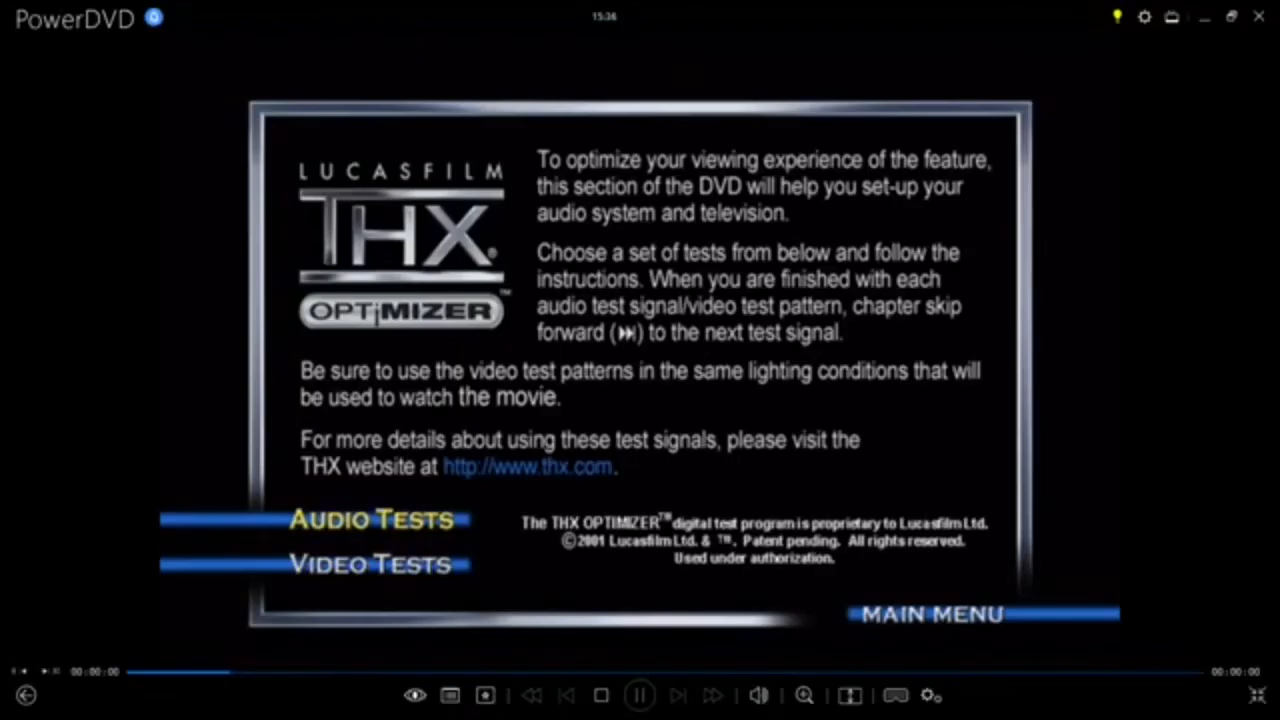 PowerDVD
15:36
LUCASFILM
THX®
OPTIMIZER™
To optimize your viewing experience of the feature,
this section of the DVD will help you set-up your
audio system and television.
Choose a set of tests from below and follow the
instructions. When you are finished with each
audio test signal/video test pattern, chapter skip
forward (⏭) to the next test signal.
Be sure to use the video test patterns in the same lighting conditions that will
be used to watch the movie.
For more details about using these test signals, please visit the
THX website at http://www.thx.com.
AUDIO TESTS
VIDEO TESTS
The THX OPTIMIZER™ digital test program is proprietary to Lucasfilm Ltd.
©2001 Lucasfilm Ltd. & ™. Patent pending. All rights reserved.
Used under authorization.
MAIN MENU
00:00:00
00:00:00